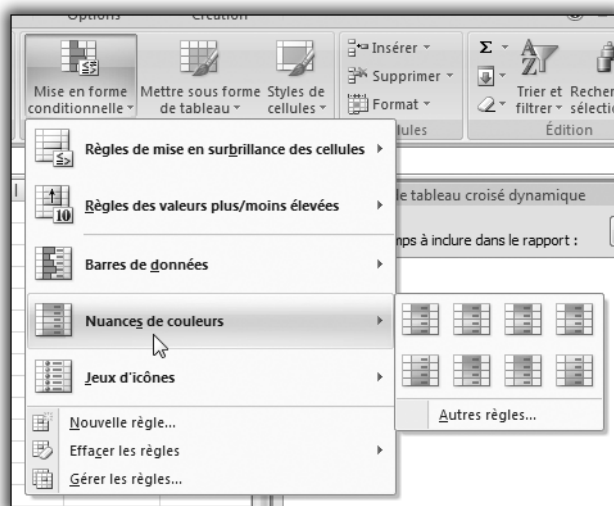 Options Création
Insérer
Supprimer
Format
Σ
A
Z
Mise en forme conditionnelle
Mettre sous forme de tableau
Styles de cellules
Trier et filtrer
Édition
Règles de mise en surbrillance des cellules
Règles des valeurs plus/moins élevées
10
Barres de données
Nuances de couleurs
Jeux d'icônes
Nouvelle règle...
Effacer les règles
Gérer les règles...
le tableau croisé dynamique
à inclure dans le rapport :
Autres règles...